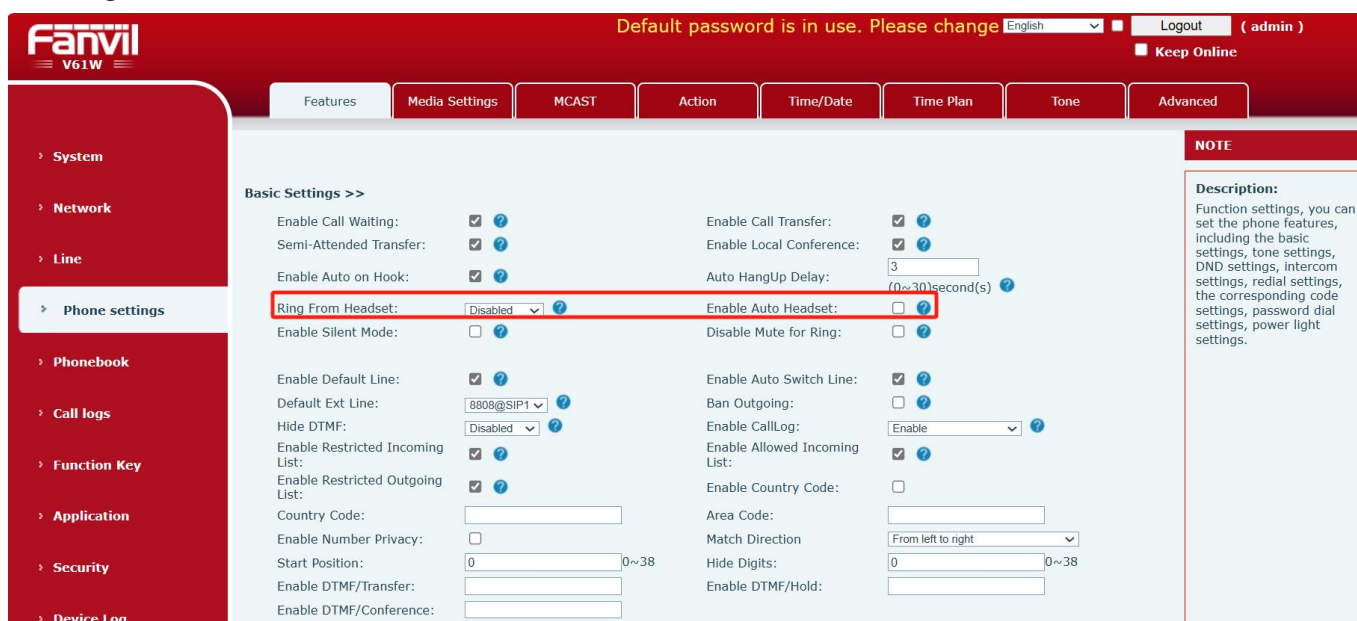 Fanvil
V61W
Default password is in use. Please change English Logout ( admin )
Keep Online
Features Media Settings MCAST Action Time/Date Time Plan Tone Advanced
› System
› Network
› Line
› Phone settings
› Phonebook
› Call logs
› Function Key
› Application
› Security
› Device Log
Basic Settings >>
Enable Call Waiting: Enable Call Transfer:
Semi-Attended Transfer: Enable Local Conference:
Enable Auto on Hook: Auto HangUp Delay: 3
(0~30)second(s)
Ring From Headset: Disabled Enable Auto Headset:
Enable Silent Mode: Disable Mute for Ring:
Enable Default Line: Enable Auto Switch Line:
Default Ext Line: 8808@SIP1 Ban Outgoing:
Hide DTMF: Disabled Enable CallLog: Enable
Enable Restricted Incoming List: Enable Allowed Incoming List:
Enable Restricted Outgoing List: Enable Country Code:
Country Code: Area Code:
Enable Number Privacy: Match Direction From left to right
Start Position: 0 0~38 Hide Digits: 0 0~38
Enable DTMF/Transfer: Enable DTMF/Hold:
Enable DTMF/Conference:
NOTE
Description:
Function settings, you can
set the phone features,
including the basic
settings, tone settings,
DND settings, intercom
settings, redial settings,
the corresponding code
settings, password dial
settings, power light
settings.